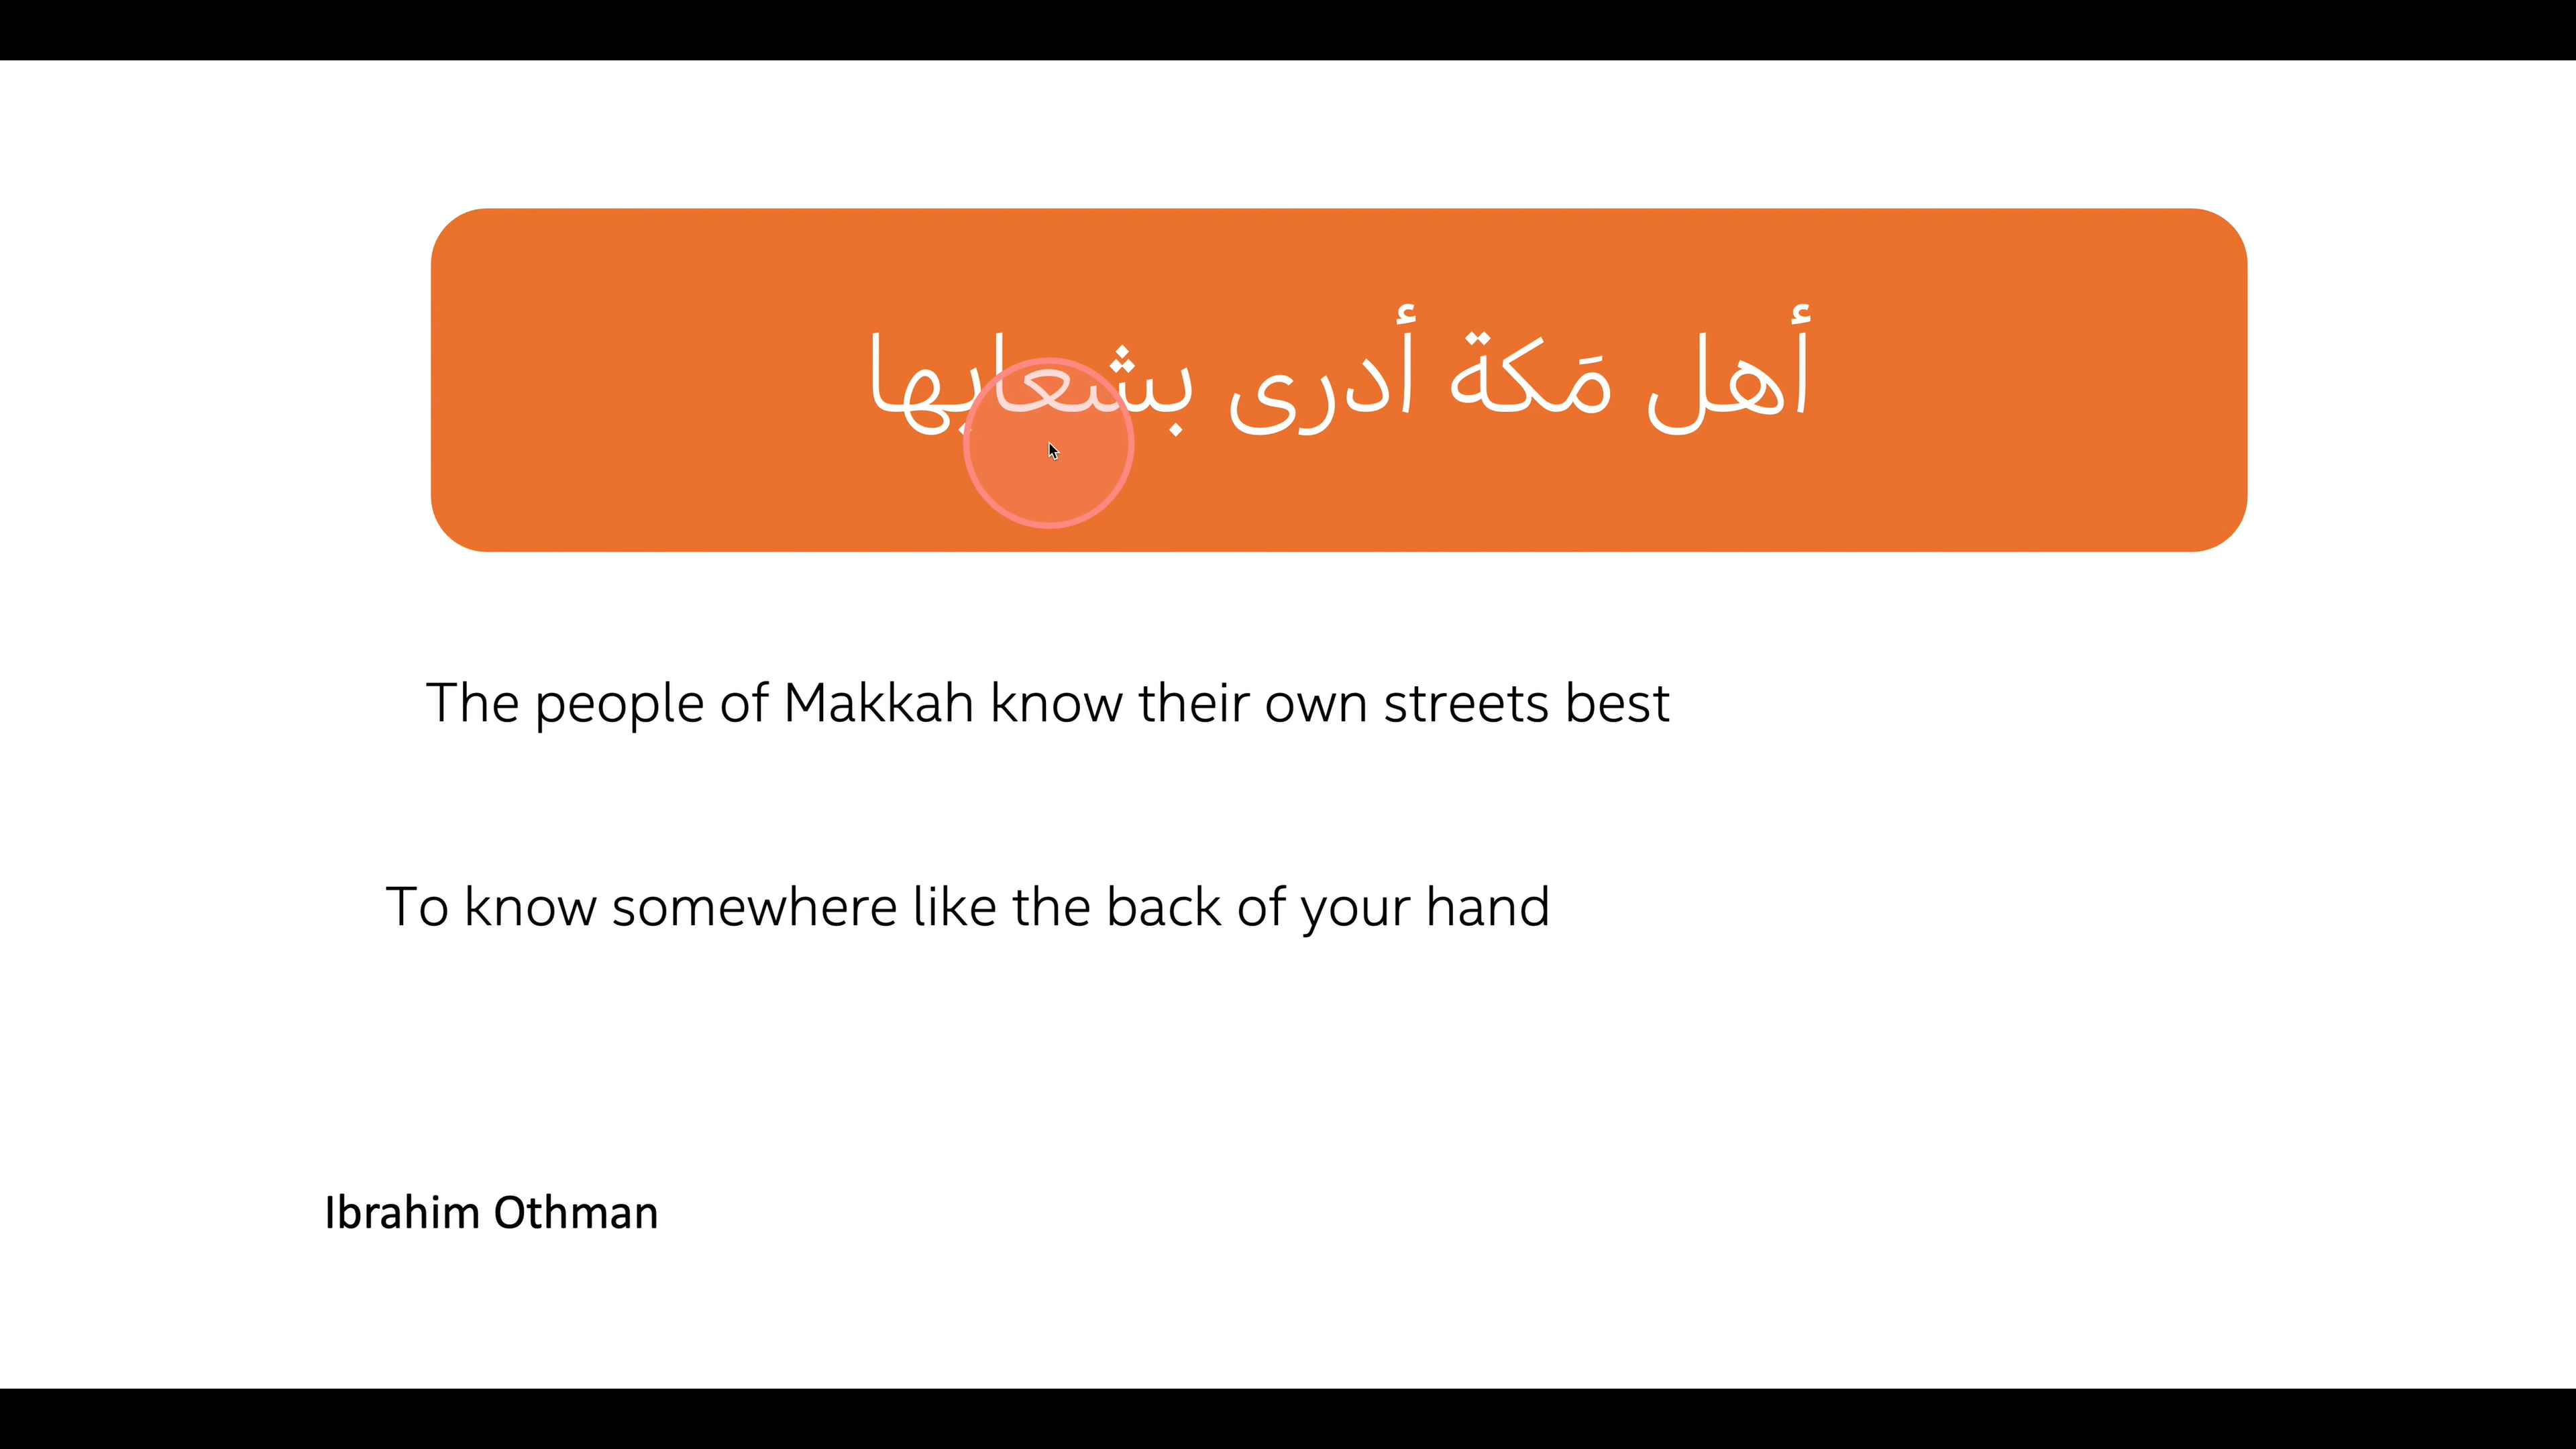 أهل مَكة أدرى بشعابها
The people of Makkah know their own streets best
To know somewhere like the back of your hand
Ibrahim Othman